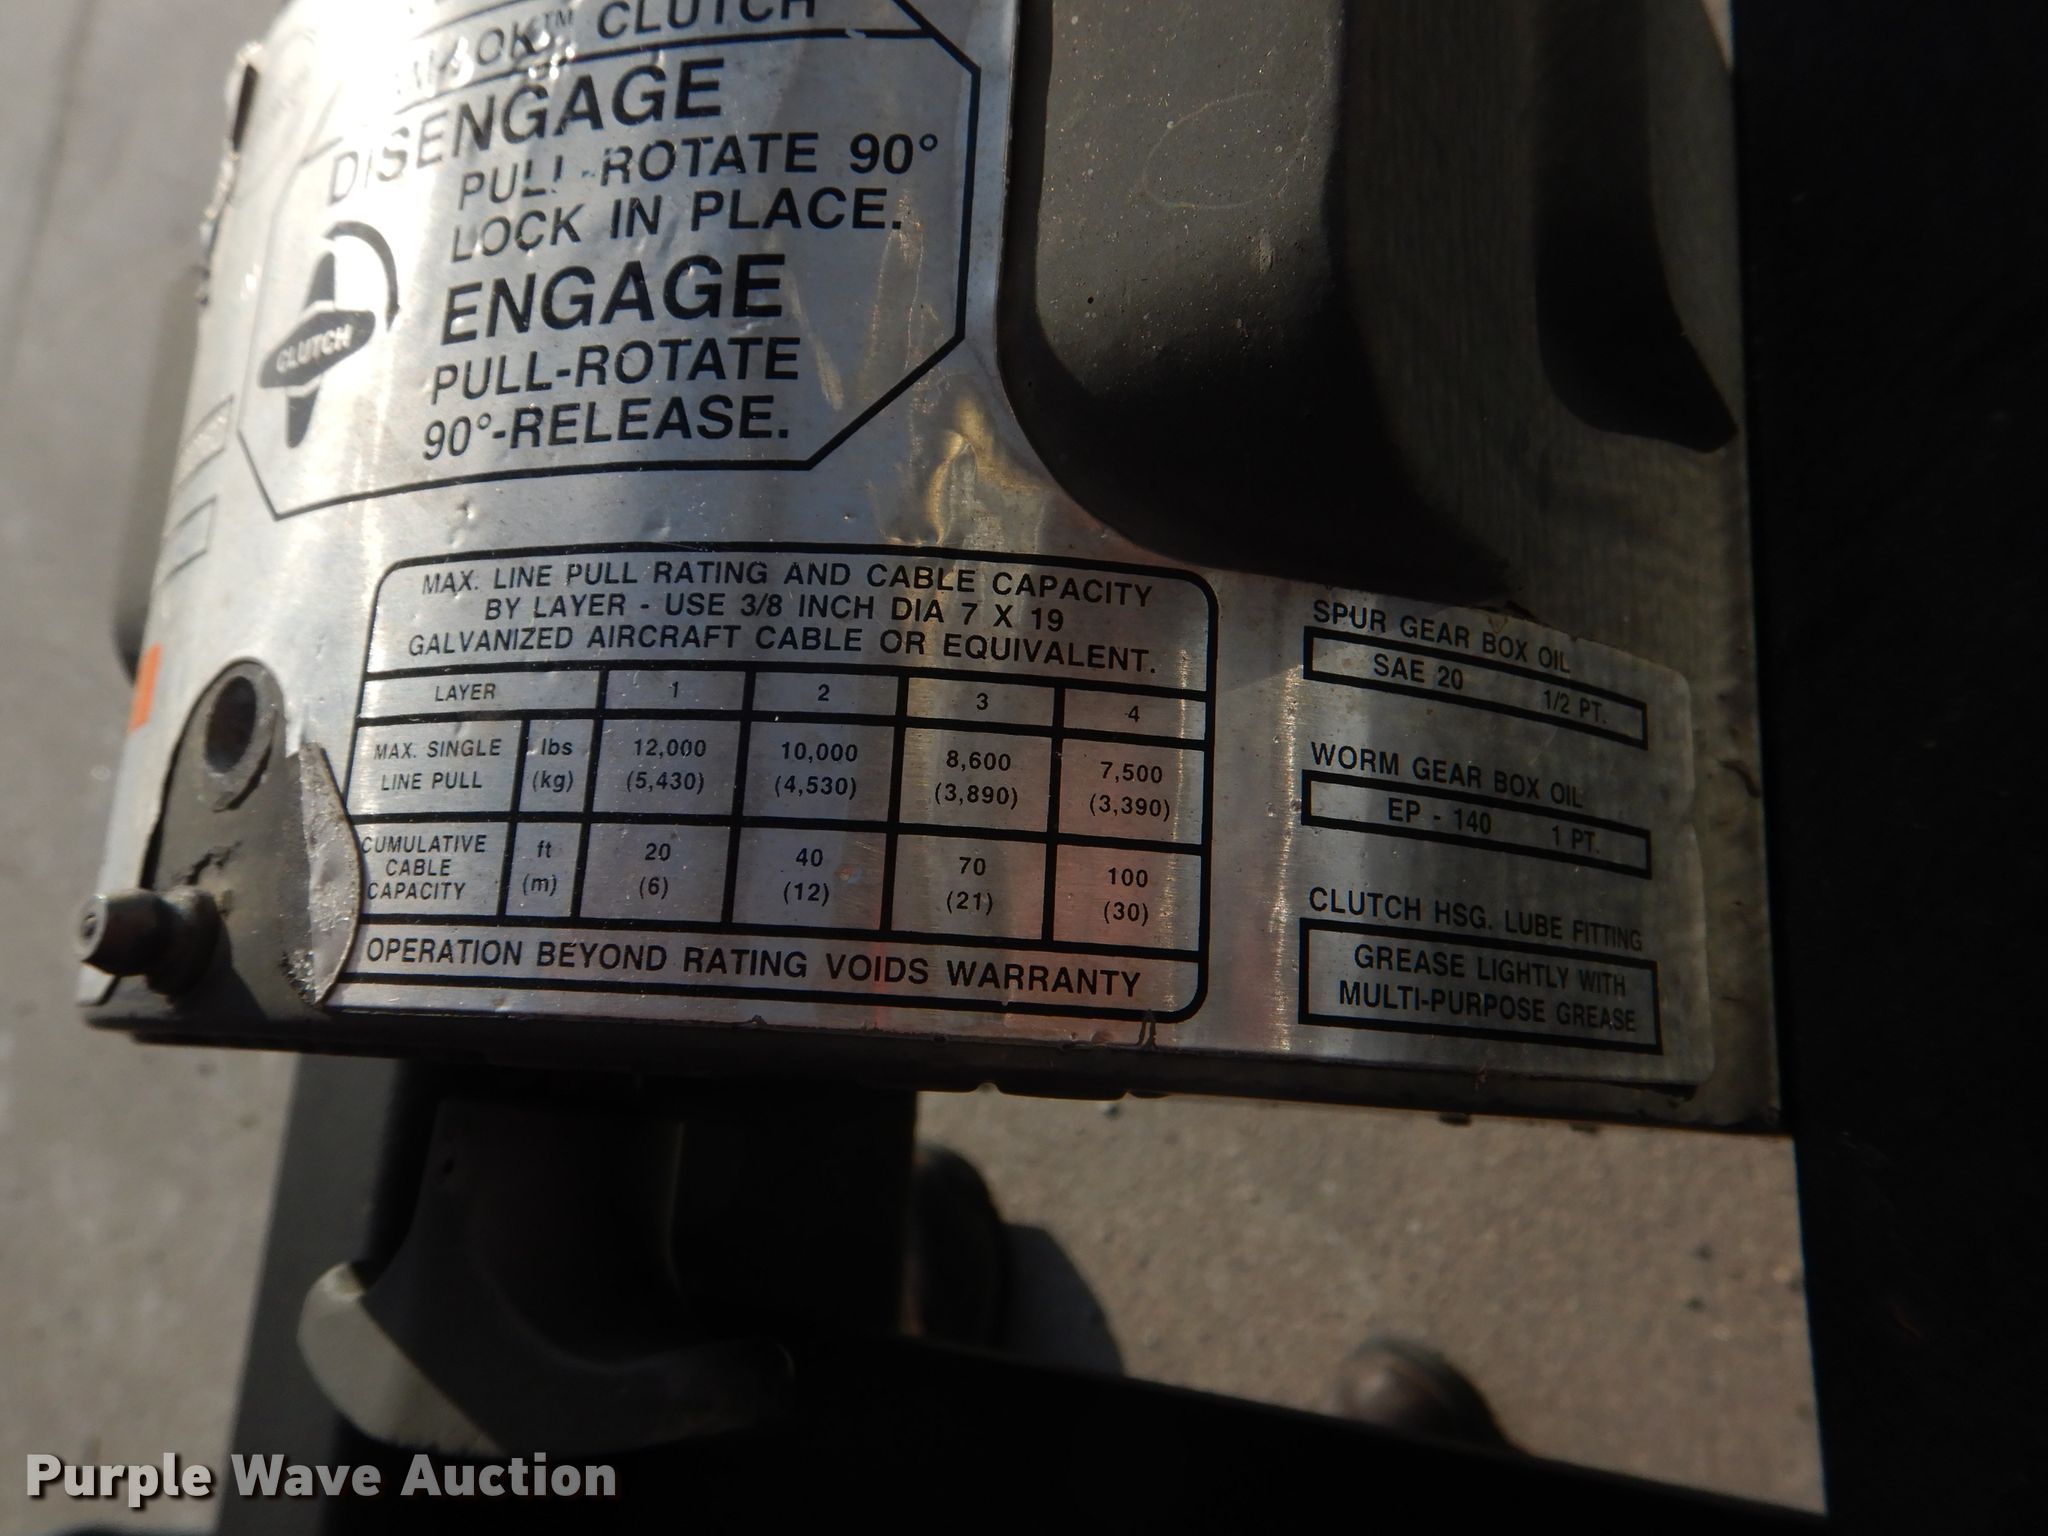 CLUTCH
DISENGAGE
PULL-ROTATE 90°
LOCK IN PLACE.
ENGAGE
PULL-ROTATE
90°-RELEASE.
CLUTCH
MAX. LINE PULL RATING AND CABLE CAPACITY
BY LAYER - USE 3/8 INCH DIA 7 X 19
GALVANIZED AIRCRAFT CABLE OR EQUIVALENT.
LAYER 1 2 3 4
MAX. SINGLE lbs 12,000 10,000 8,600 7,500
LINE PULL (kg) (5,430) (4,530) (3,890) (3,390)
CUMULATIVE ft 20 40 70 100
CABLE
CAPACITY (m) (6) (12) (21) (30)
OPERATION BEYOND RATING VOIDS WARRANTY
SPUR GEAR BOX OIL
SAE 20 1/2 PT.
WORM GEAR BOX OIL
EP - 140 1 PT.
CLUTCH HSG. LUBE FITTING
GREASE LIGHTLY WITH
MULTI-PURPOSE GREASE
Purple Wave Auction